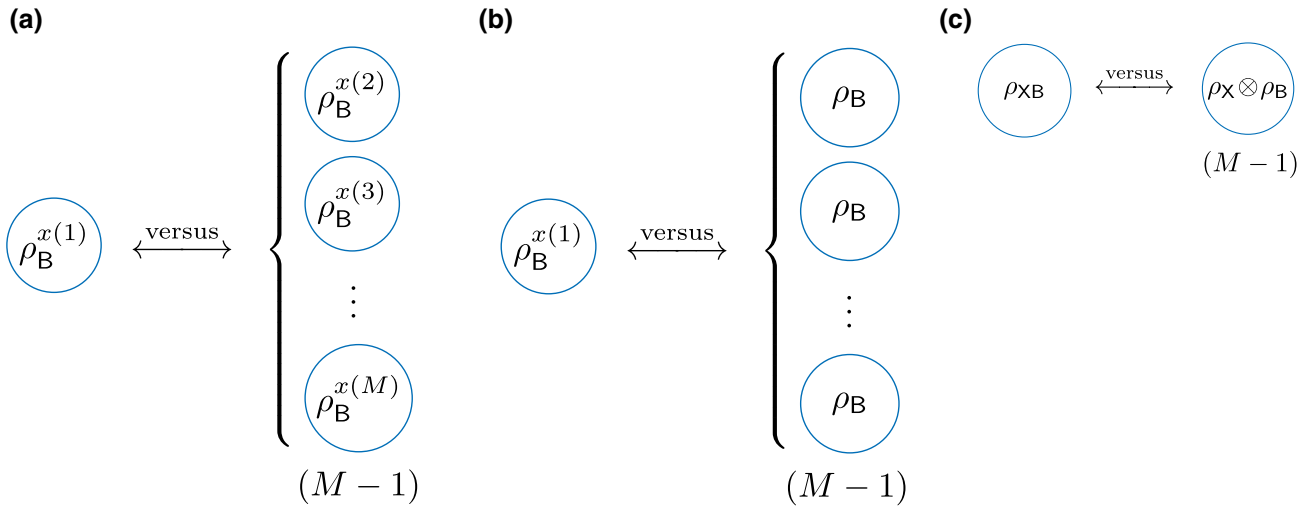 (a)
ρ_B^{x(1)}
versus
ρ_B^{x(2)}
ρ_B^{x(3)}
⋮
ρ_B^{x(M)}
(M − 1)
(b)
ρ_B^{x(1)}
versus
ρ_B
ρ_B
⋮
ρ_B
(M − 1)
(c)
ρ_XB
versus
ρ_X ⊗ ρ_B
(M − 1)